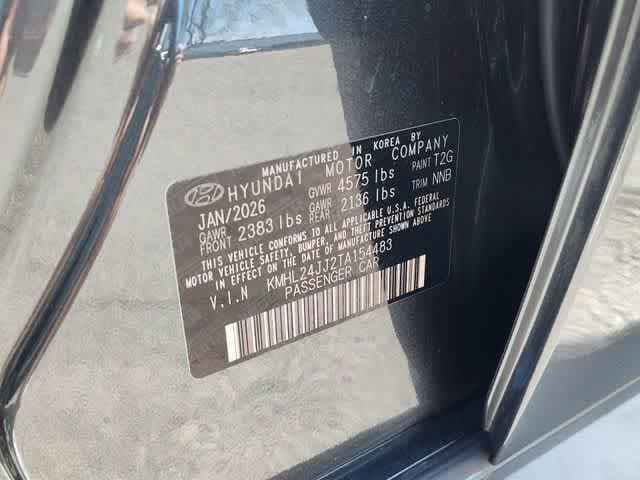 MANUFACTURED IN KOREA BY
HYUNDAI MOTOR COMPANY
JAN/2026 GVWR 4575 lbs PAINT T2G
GAWR FRONT 2383 lbs GAWR REAR 2136 lbs TRIM NNB
THIS VEHICLE CONFORMS TO ALL APPLICABLE U.S.A. FEDERAL
MOTOR VEHICLE SAFETY, BUMPER, AND THEFT PREVENTION STANDARDS
IN EFFECT ON THE DATE OF MANUFACTURE SHOWN ABOVE.
V.I.N KMHL24JJ2TA154483
PASSENGER CAR